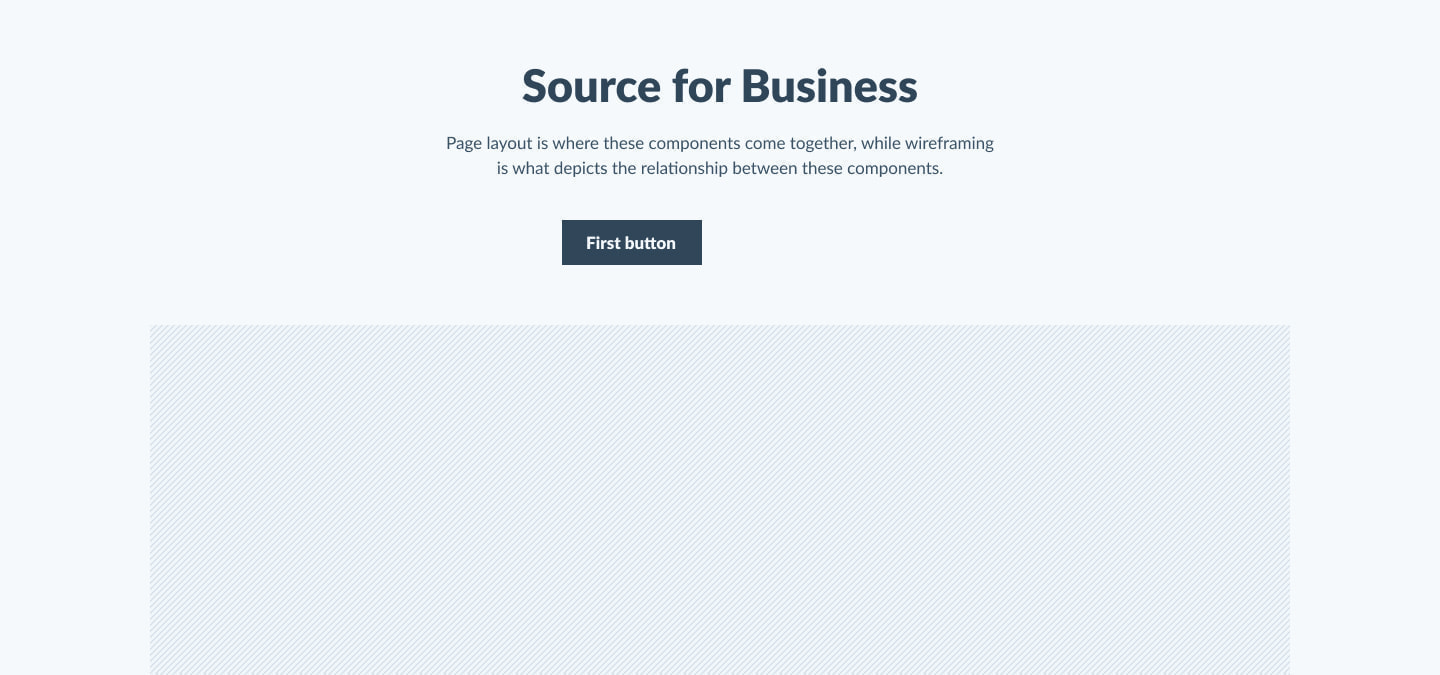 Source for Business
Page layout is where these components come together, while wireframing
is what depicts the relationship between these components.
First button